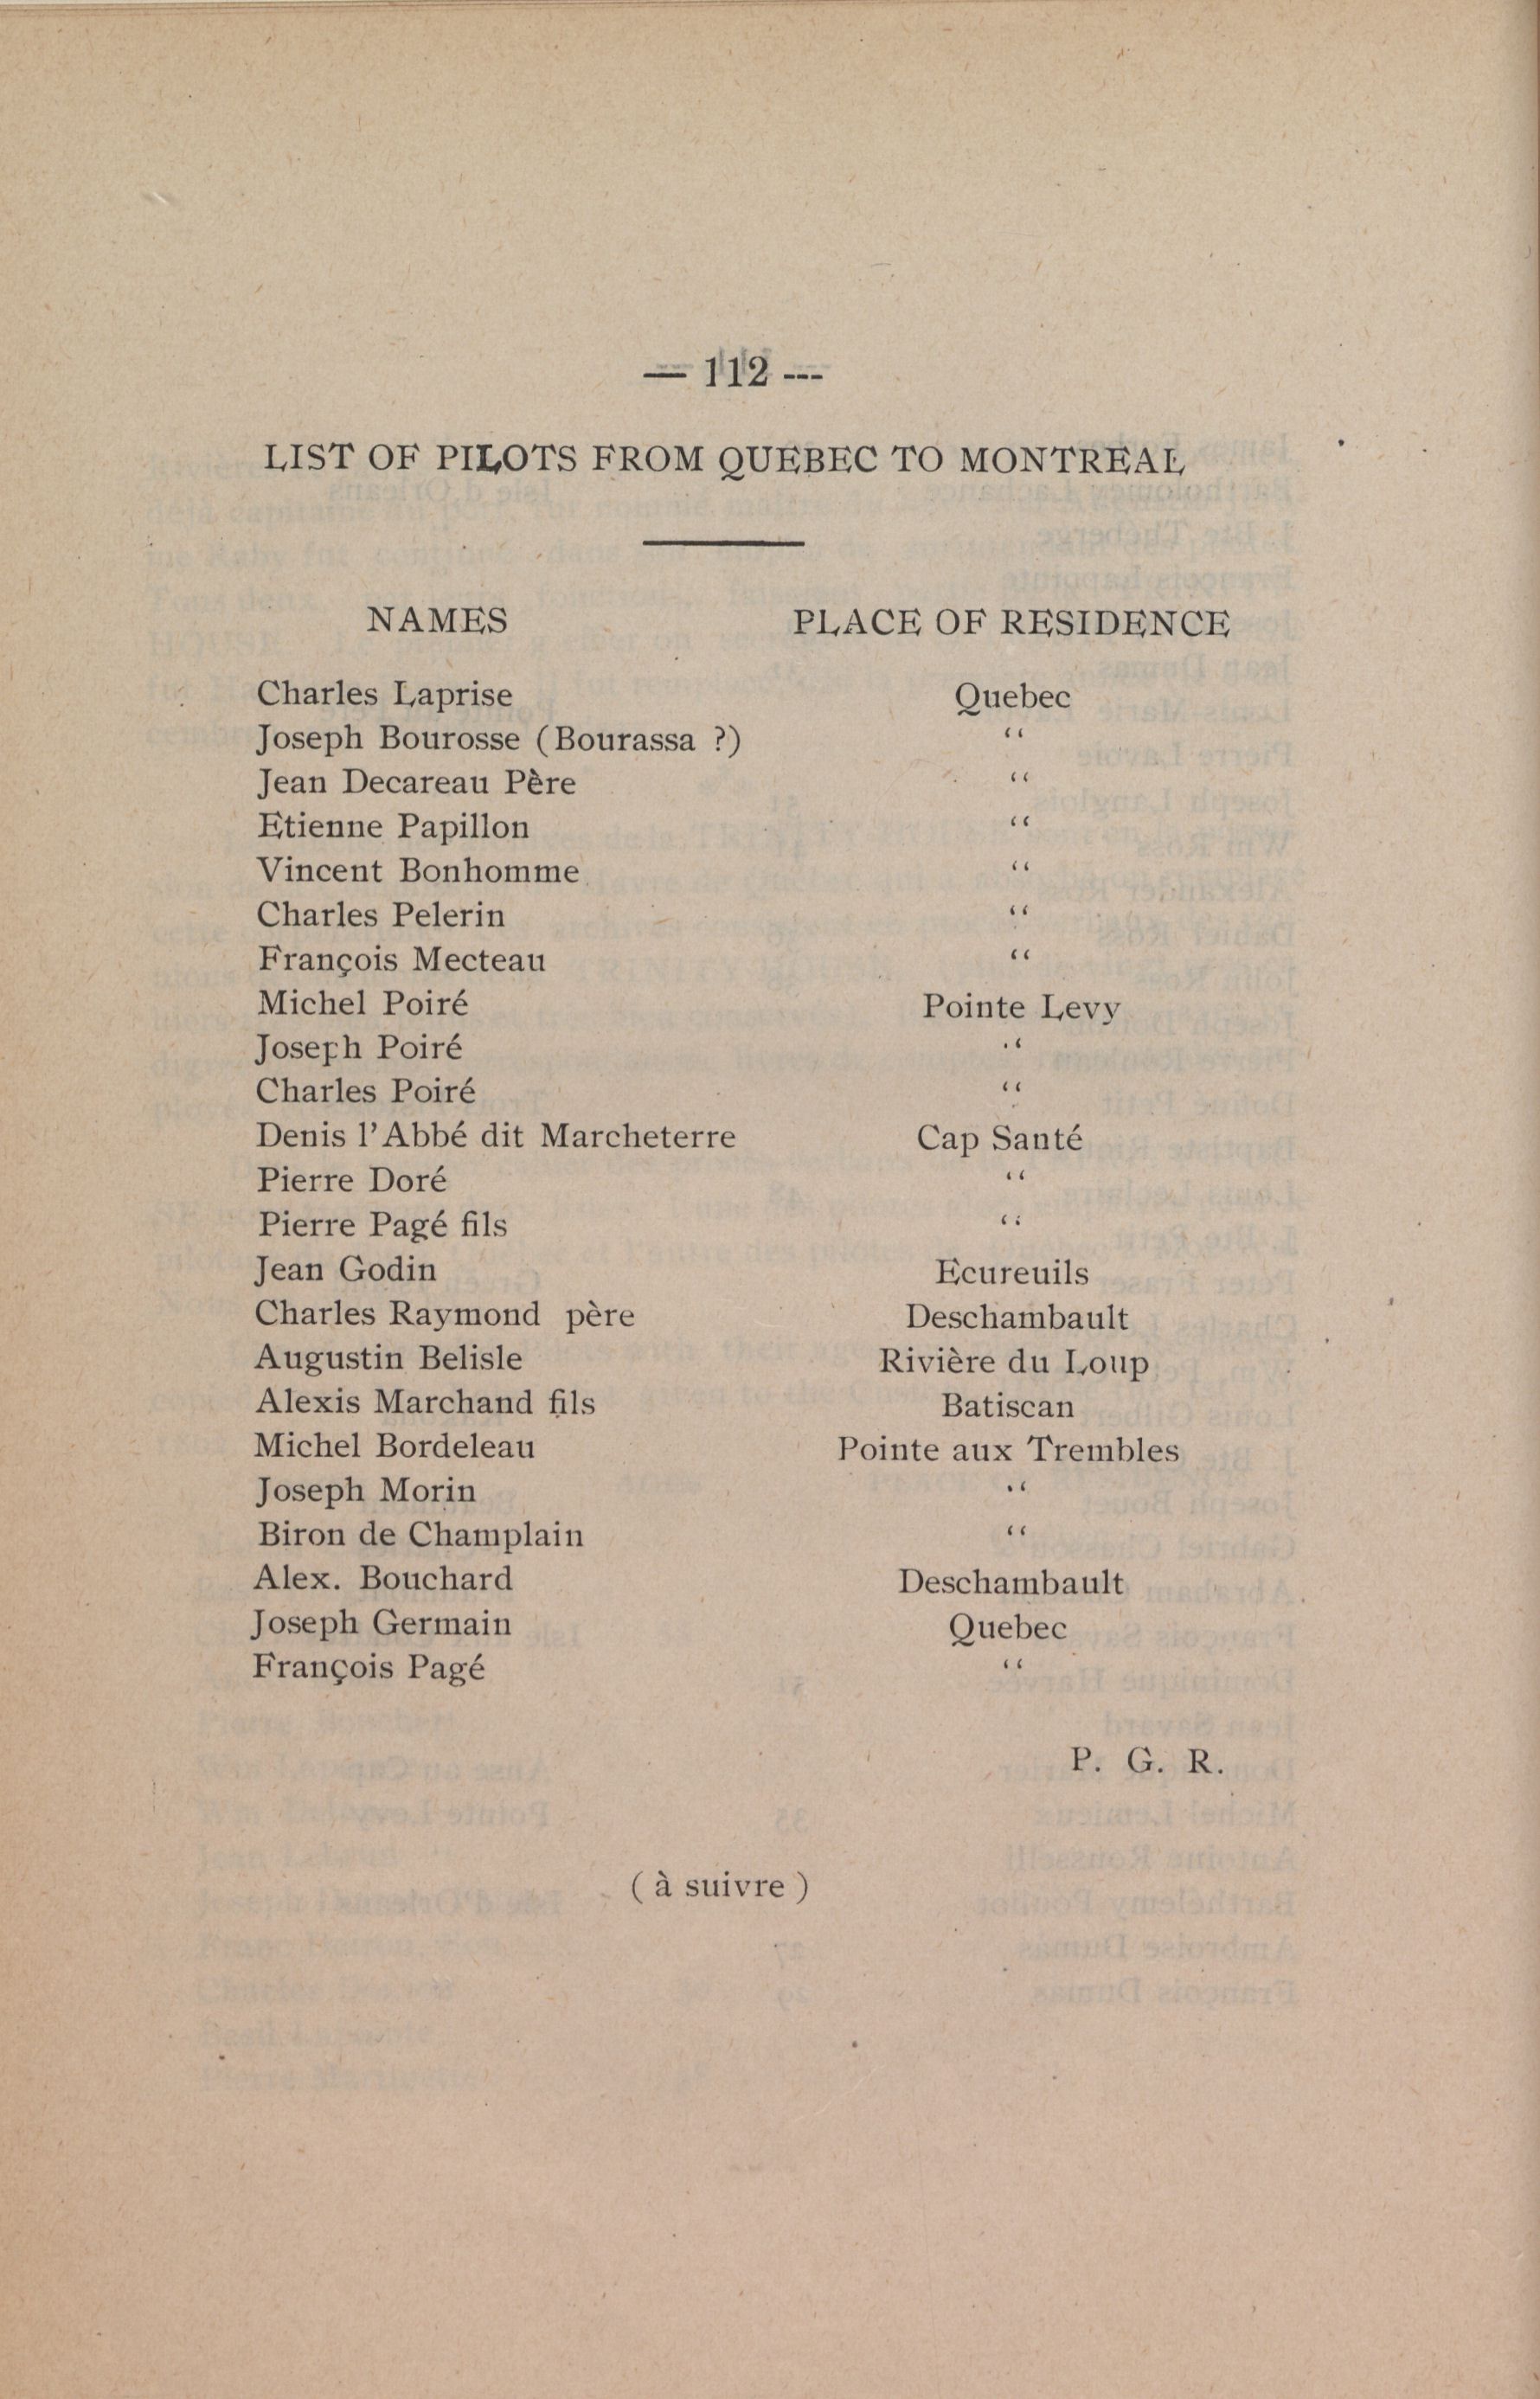 — 112 ---
LIST OF PILOTS FROM QUEBEC TO MONTREAL
NAMES PLACE OF RESIDENCE
Charles Laprise Quebec
Joseph Bourosse (Bourassa ?) “
Jean Decareau Père “
Etienne Papillon “
Vincent Bonhomme “
Charles Pelerin “
François Mecteau “
Michel Poiré Pointe Levy
Joseph Poiré “
Charles Poiré “
Denis l’Abbé dit Marcheterre Cap Santé
Pierre Doré “
Pierre Pagé fils “
Jean Godin Ecureuils
Charles Raymond père Deschambault
Augustin Belisle Rivière du Loup
Alexis Marchand fils Batiscan
Michel Bordeleau Pointe aux Trembles
Joseph Morin “
Biron de Champlain “
Alex. Bouchard Deschambault
Joseph Germain Quebec
François Pagé “
P. G. R.
( à suivre )